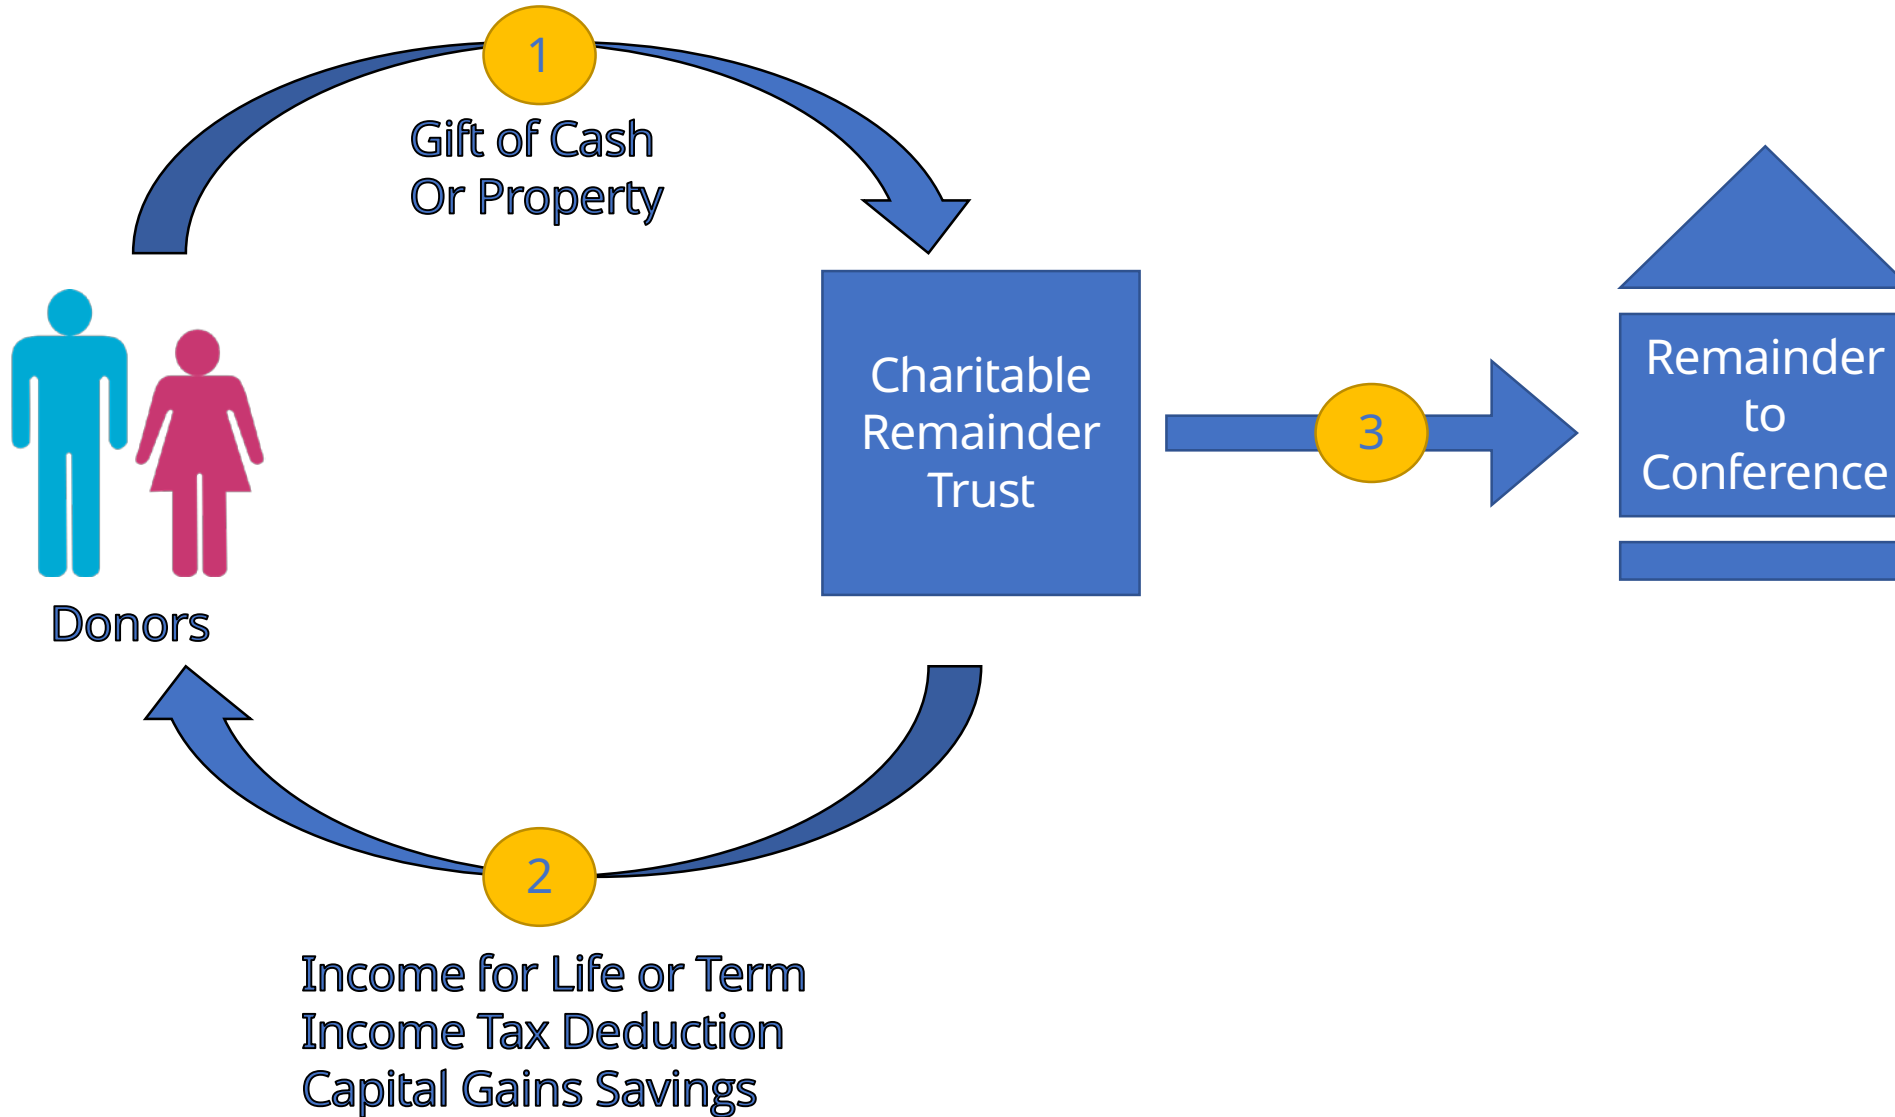 1
Gift of Cash
Or Property
Charitable
Remainder
Trust
3
Remainder
to
Conference
Donors
2
Income for Life or Term
Income Tax Deduction
Capital Gains Savings